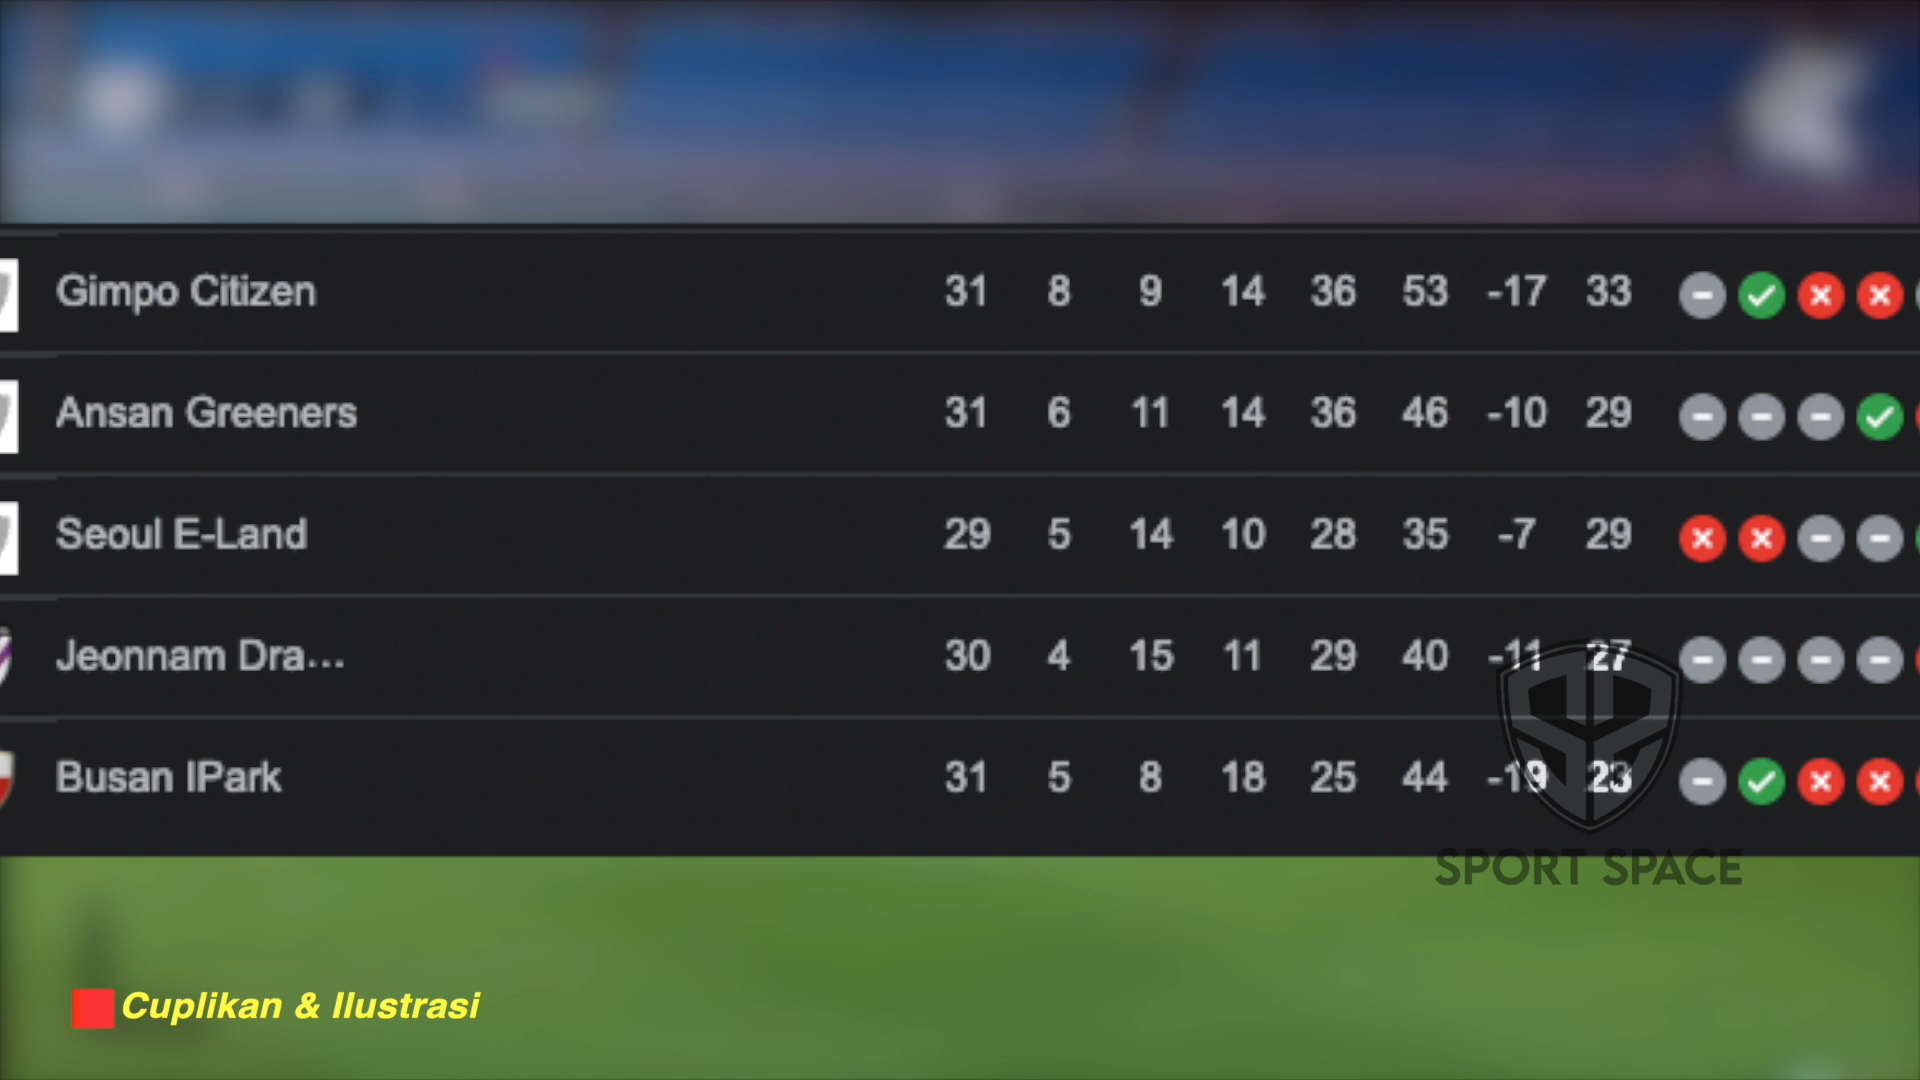 Gimpo Citizen 31 8 9 14 36 53 -17 33
Ansan Greeners 31 6 11 14 36 46 -10 29
Seoul E-Land 29 5 14 10 28 35 -7 29
Jeonnam Dra... 30 4 15 11 29 40 -11 27
Busan IPark 31 5 8 18 25 44 -19 23
SPORT SPACE
Cuplikan & Ilustrasi